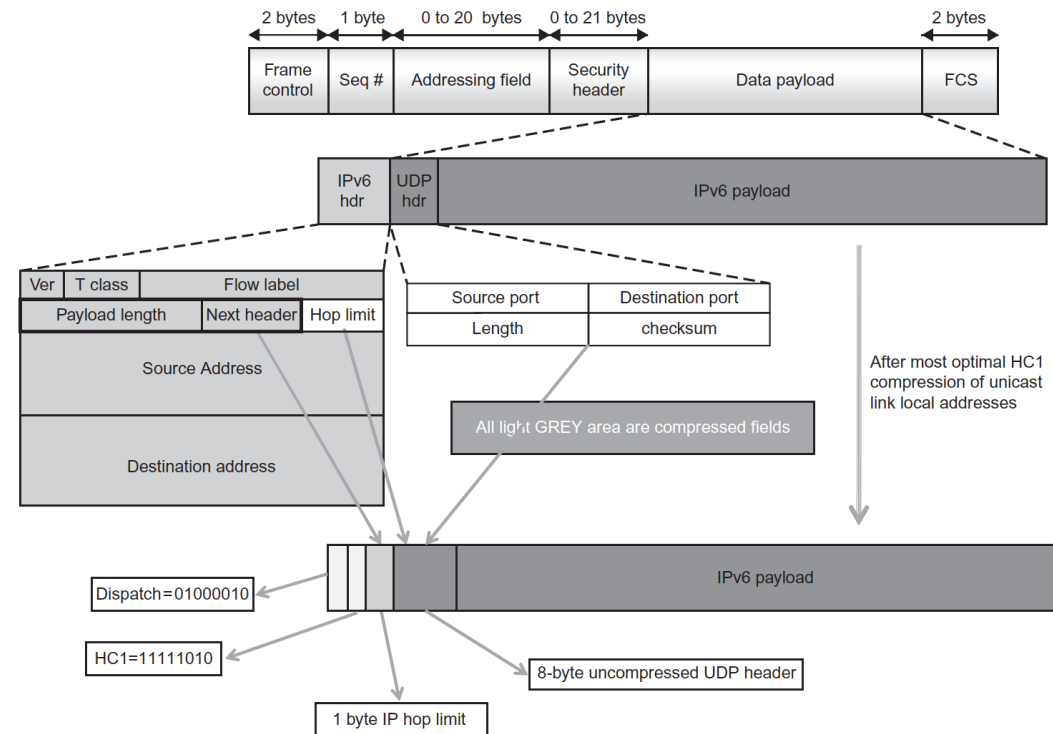 2 bytes
1 byte
0 to 20 bytes
0 to 21 bytes
2 bytes
Frame
control
Seq #
Addressing field
Security
header
Data payload
FCS
IPv6
hdr
UDP
hdr
IPv6 payload
Ver
T class
Flow label
Payload length
Next header
Hop limit
Source Address
Destination address
Source port
Destination port
Length
checksum
All light GREY area are compressed fields
After most optimal HC1
compression of unicast
link local addresses
IPv6 payload
Dispatch=01000010
HC1=11111010
8-byte uncompressed UDP header
1 byte IP hop limit